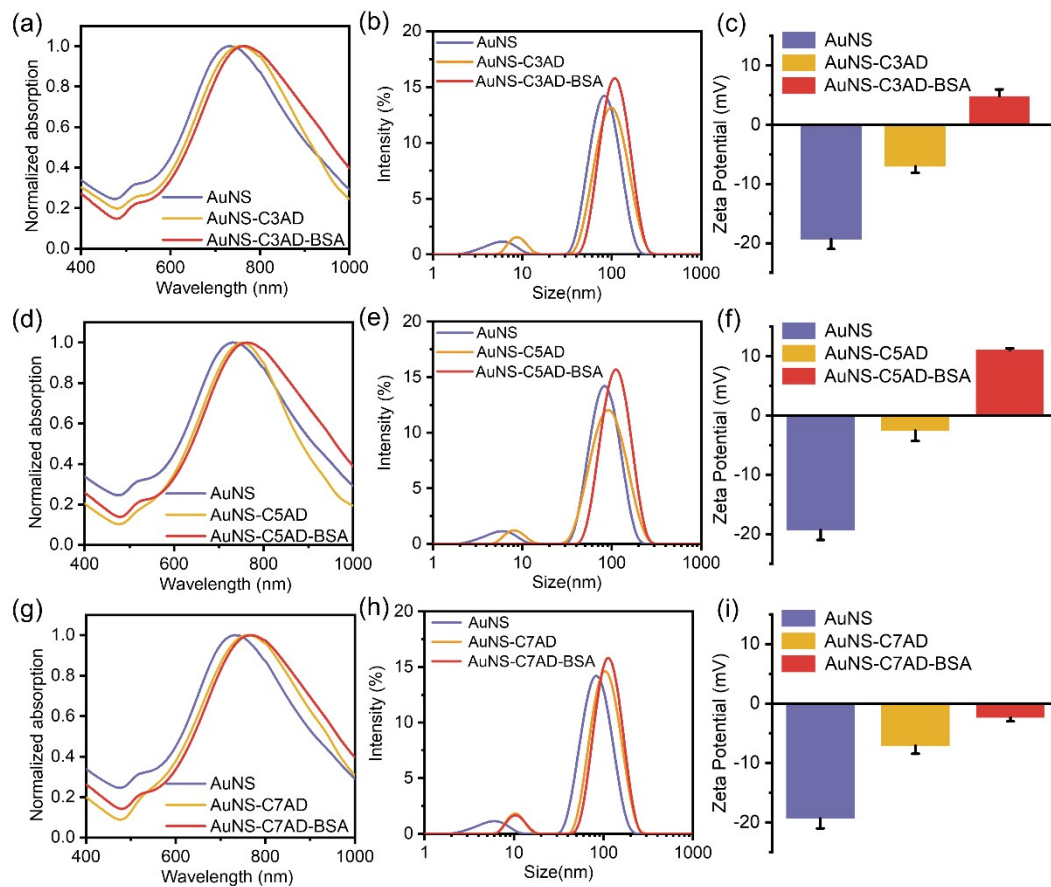 (a)
Normalized absorption
1.0
0.8
0.6
0.4
0.2
0.0
AuNS
AuNS-C3AD
AuNS-C3AD-BSA
400 600 800 1000
Wavelength (nm)
(b)
Intensity (%)
20
15
10
5
0
AuNS
AuNS-C3AD
AuNS-C3AD-BSA
1 10 100 1000
Size(nm)
(c)
Zeta Potential (mV)
AuNS
AuNS-C3AD
AuNS-C3AD-BSA
10
0
-10
-20
(d)
Normalized absorption
1.0
0.8
0.6
0.4
0.2
0.0
AuNS
AuNS-C5AD
AuNS-C5AD-BSA
400 600 800 1000
Wavelength (nm)
(e)
Intensity (%)
20
15
10
5
0
AuNS
AuNS-C5AD
AuNS-C5AD-BSA
1 10 100 1000
Size(nm)
(f)
Zeta Potential (mV)
AuNS
AuNS-C5AD
AuNS-C5AD-BSA
10
0
-10
-20
(g)
Normalized absorption
1.0
0.8
0.6
0.4
0.2
0.0
AuNS
AuNS-C7AD
AuNS-C7AD-BSA
400 600 800 1000
Wavelength (nm)
(h)
Intensity (%)
20
15
10
5
0
AuNS
AuNS-C7AD
AuNS-C7AD-BSA
1 10 100 1000
Size(nm)
(i)
Zeta Potential (mV)
AuNS
AuNS-C7AD
AuNS-C7AD-BSA
10
0
-10
-20